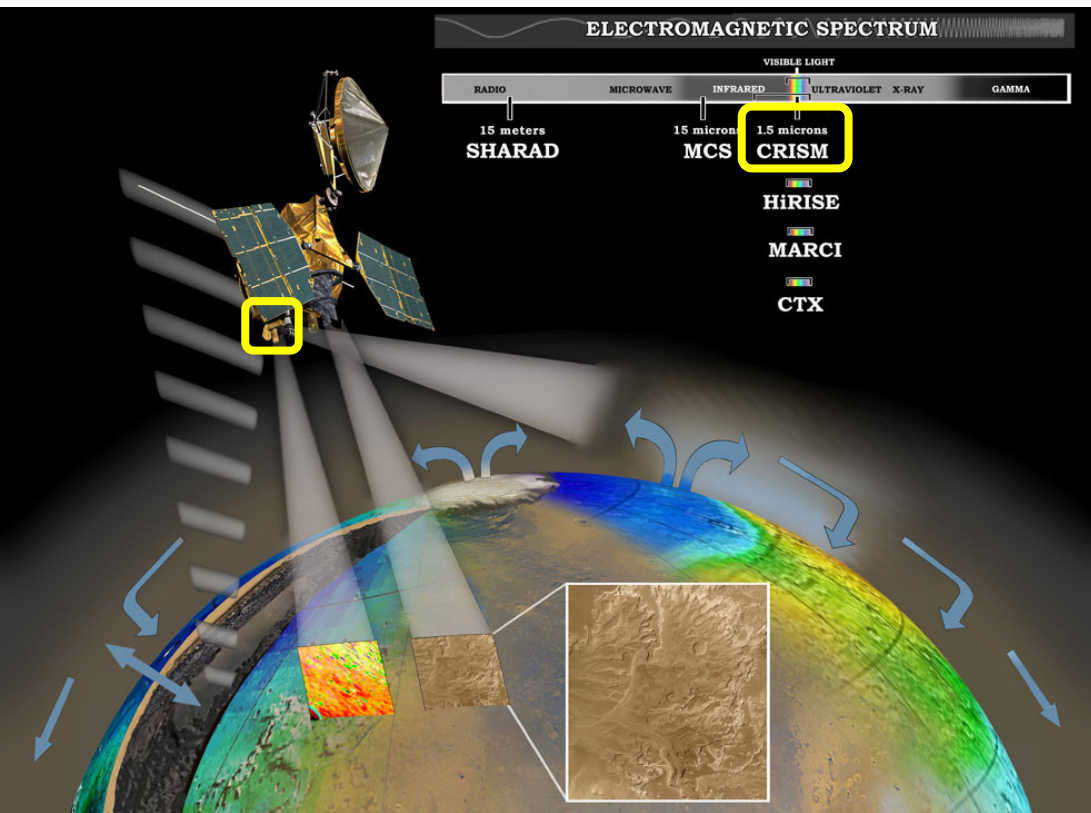 ELECTROMAGNETIC SPECTRUM
VISIBLE LIGHT
RADIO MICROWAVE INFRARED ULTRAVIOLET X-RAY GAMMA
15 meters 15 microns 1.5 microns
SHARAD MCS CRISM
HiRISE
MARCI
CTX